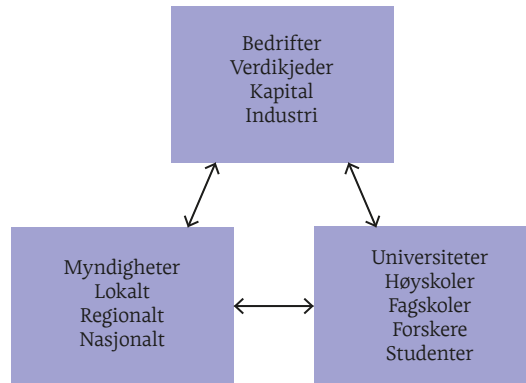 Bedrifter
Verdikjeder
Kapital
Industri
Myndigheter
Lokalt
Regionalt
Nasjonalt
Universiteter
Høyskoler
Fagskoler
Forskere
Studenter